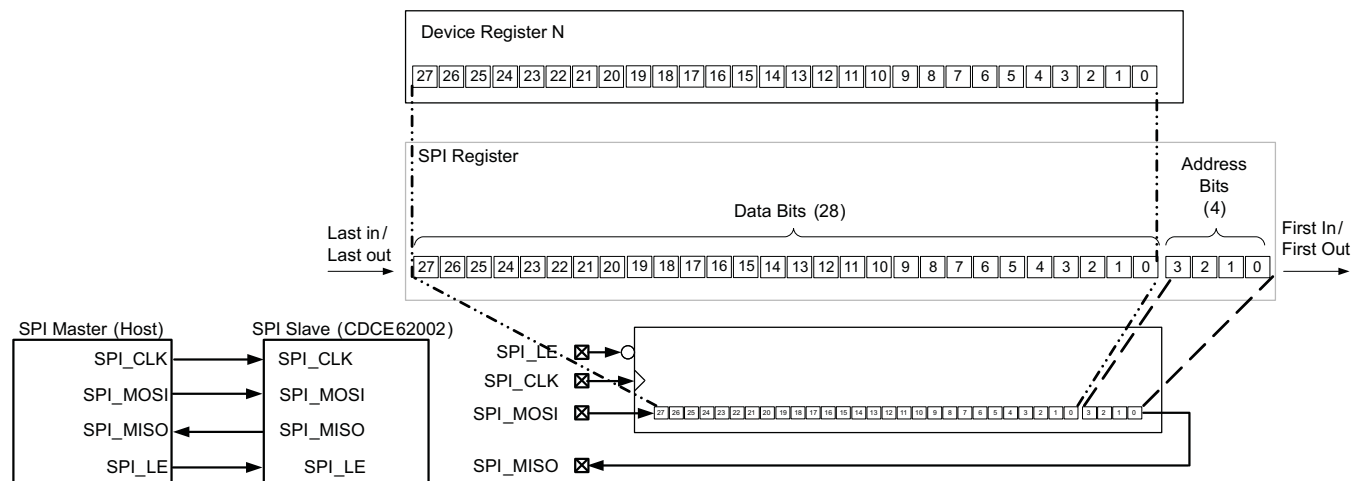 Device Register N
27 26 25 24 23 22 21 20 19 18 17 16 15 14 13 12 11 10 9 8 7 6 5 4 3 2 1 0
SPI Register
Address
Bits
(4)
Data Bits (28)
Last in/
Last out
First In/
First Out
27 26 25 24 23 22 21 20 19 18 17 16 15 14 13 12 11 10 9 8 7 6 5 4 3 2 1 0 3 2 1 0
SPI Master (Host)
SPI_CLK
SPI_MOSI
SPI_MISO
SPI_LE
SPI Slave (CDCE62002)
SPI_CLK
SPI_MOSI
SPI_MISO
SPI_LE
SPI_LE
SPI_CLK
SPI_MOSI
27 26 25 24 23 22 21 20 19 18 17 16 15 14 13 12 11 10 9 8 7 6 5 4 3 2 1 0 3 2 1 0
SPI_MISO